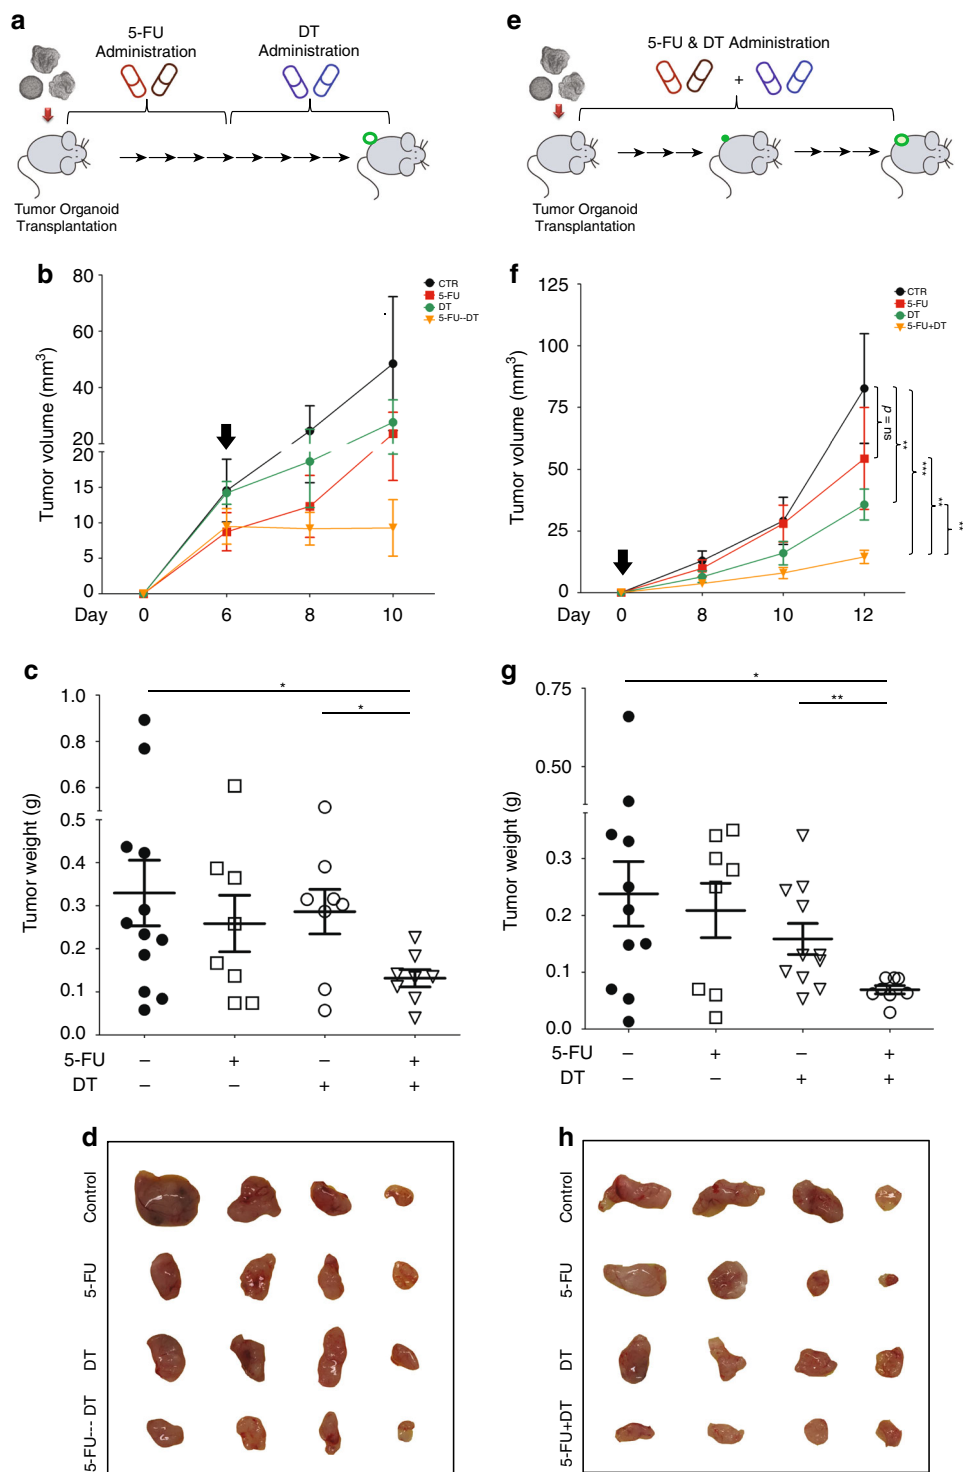 a
5-FU
Administration
DT
Administration
Tumor Organoid
Transplantation
e
5-FU & DT Administration
+
Tumor Organoid
Transplantation
b
Tumor volume (mm³)
80
60
40
20
20
15
10
5
0
Day 0 6 8 10
CTR
5-FU
DT
5-FU--DT
f
Tumor volume (mm³)
125
100
75
50
25
0
Day 0 8 10 12
CTR
5-FU
DT
5-FU+DT
p = ns
**
***
**
**
c
Tumor weight (g)
1.0
0.8
0.6
0.5
0.4
0.3
0.2
0.1
0.0
*
*
5-FU – + – +
DT – – + +
g
Tumor weight (g)
0.75
0.50
0.3
0.2
0.1
0.0
*
**
5-FU – + – +
DT – – + +
d
Control
5-FU
DT
5-FU--- DT
h
Control
5-FU
DT
5-FU+DT